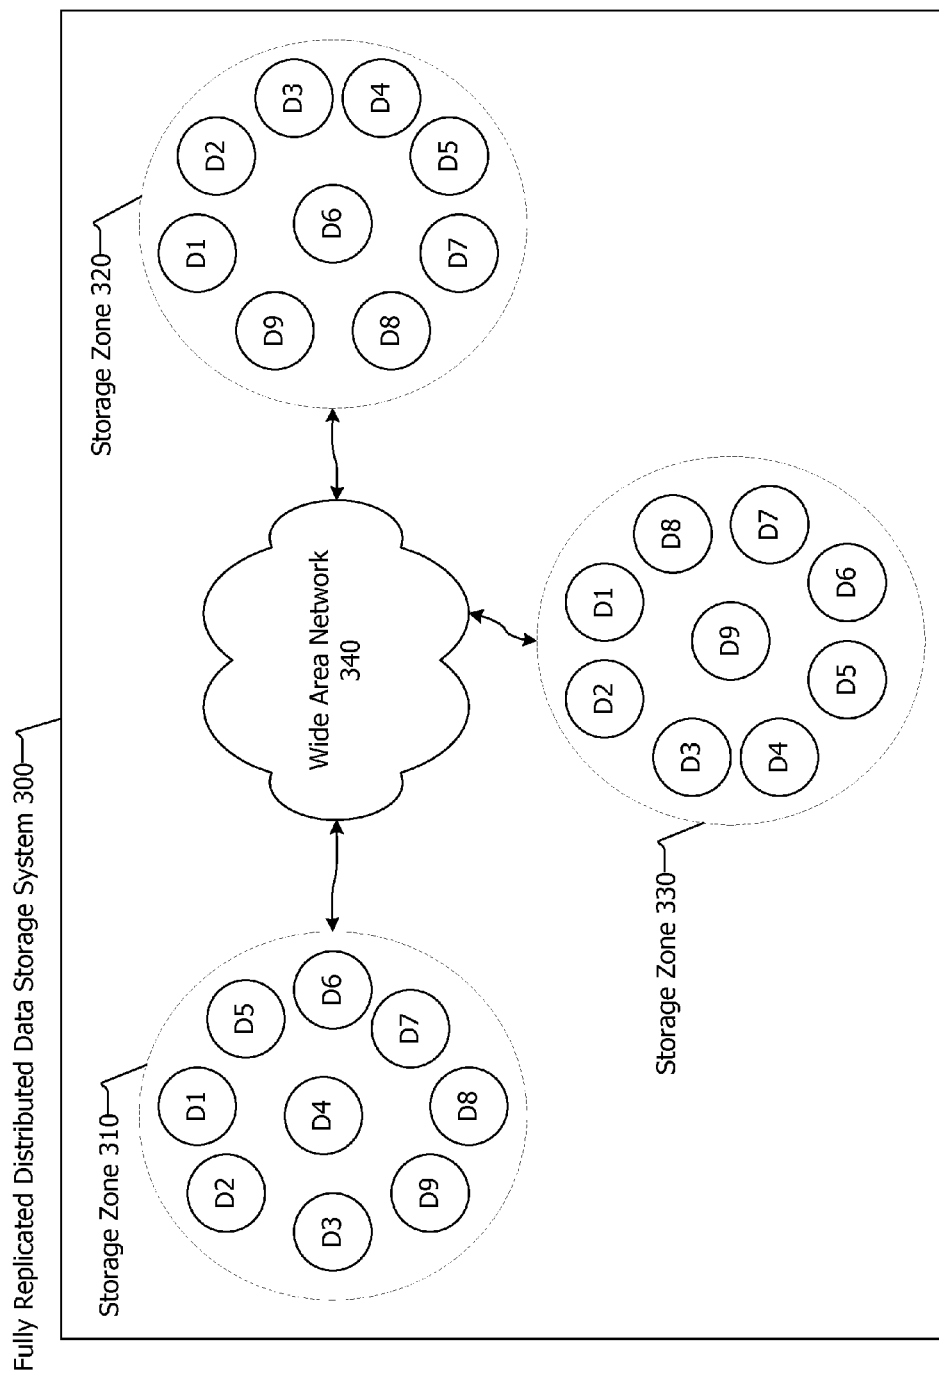 Fully Replicated Distributed Data Storage System 300
Storage Zone 310
D1
D5
D2
D6
D4
D3
D7
D9
D8
Wide Area Network
340
Storage Zone 320
D2
D3
D1
D4
D6
D9
D5
D7
D8
Storage Zone 330
D2
D1
D8
D3
D9
D7
D4
D5
D6